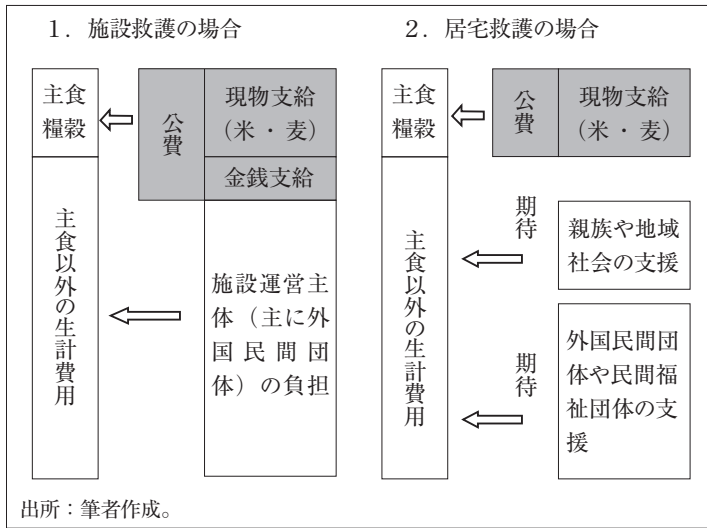 1．施設救護の場合
主食
糧穀
公費
現物支給
（米・麦）
金銭支給
主食以外の生計費用
施設運営主
体（主に外
国民間団
体）の負担
2．居宅救護の場合
主食
糧穀
公費
現物支給
（米・麦）
主食以外の生計費用
期待
親族や地域
社会の支援
期待
外国民間団
体や民間福
祉団体の支
援
出所：筆者作成。